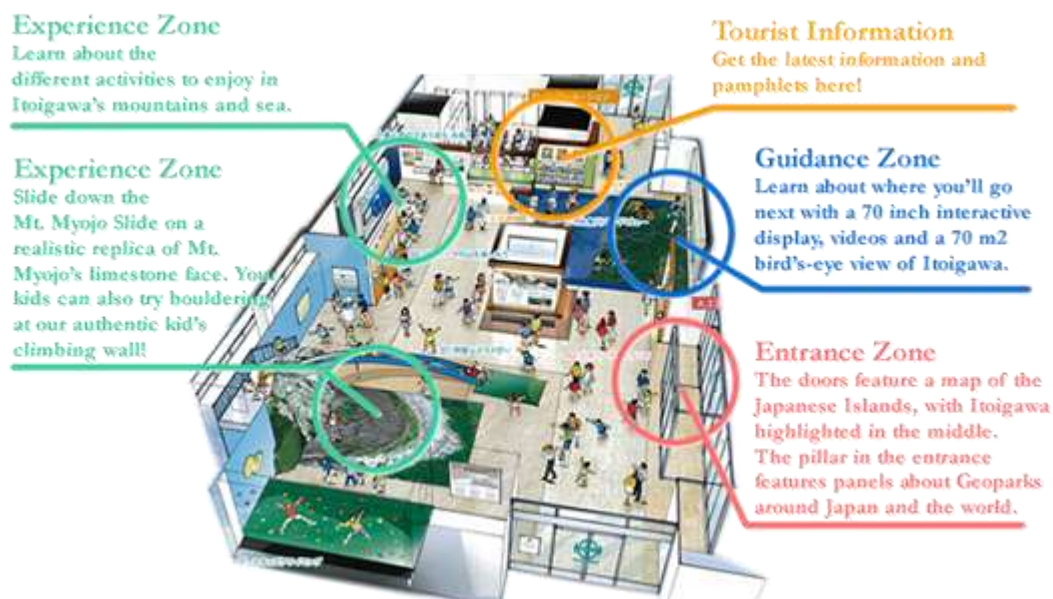 Experience Zone
Learn about the
different activities to enjoy in
Itoigawa's mountains and sea.
Experience Zone
Slide down the
Mt. Myojo Slide on a
realistic replica of Mt.
Myojo's limestone face. Your
kids can also try bouldering
at our authentic kid's
climbing wall!
Tourist Information
Get the latest information and
pamphlets here!
Guidance Zone
Learn about where you'll go
next with a 70 inch interactive
display, videos and a 70 m2
bird's-eye view of Itoigawa.
Entrance Zone
The doors feature a map of the
Japanese Islands, with Itoigawa
highlighted in the middle.
The pillar in the entrance
features panels about Geoparks
around Japan and the world.